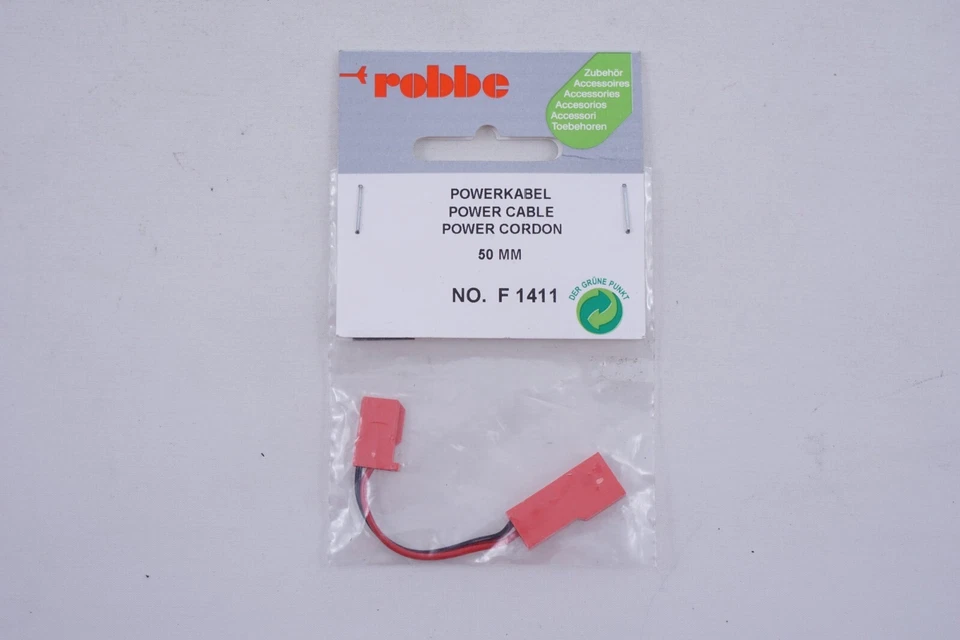 robbe
Zubehör
Accessoires
Accessories
Accesorios
Accessori
Toebehoren
POWERKABEL
POWER CABLE
POWER CORDON
50 MM
NO. F 1411
DER GRÜNE PUNKT